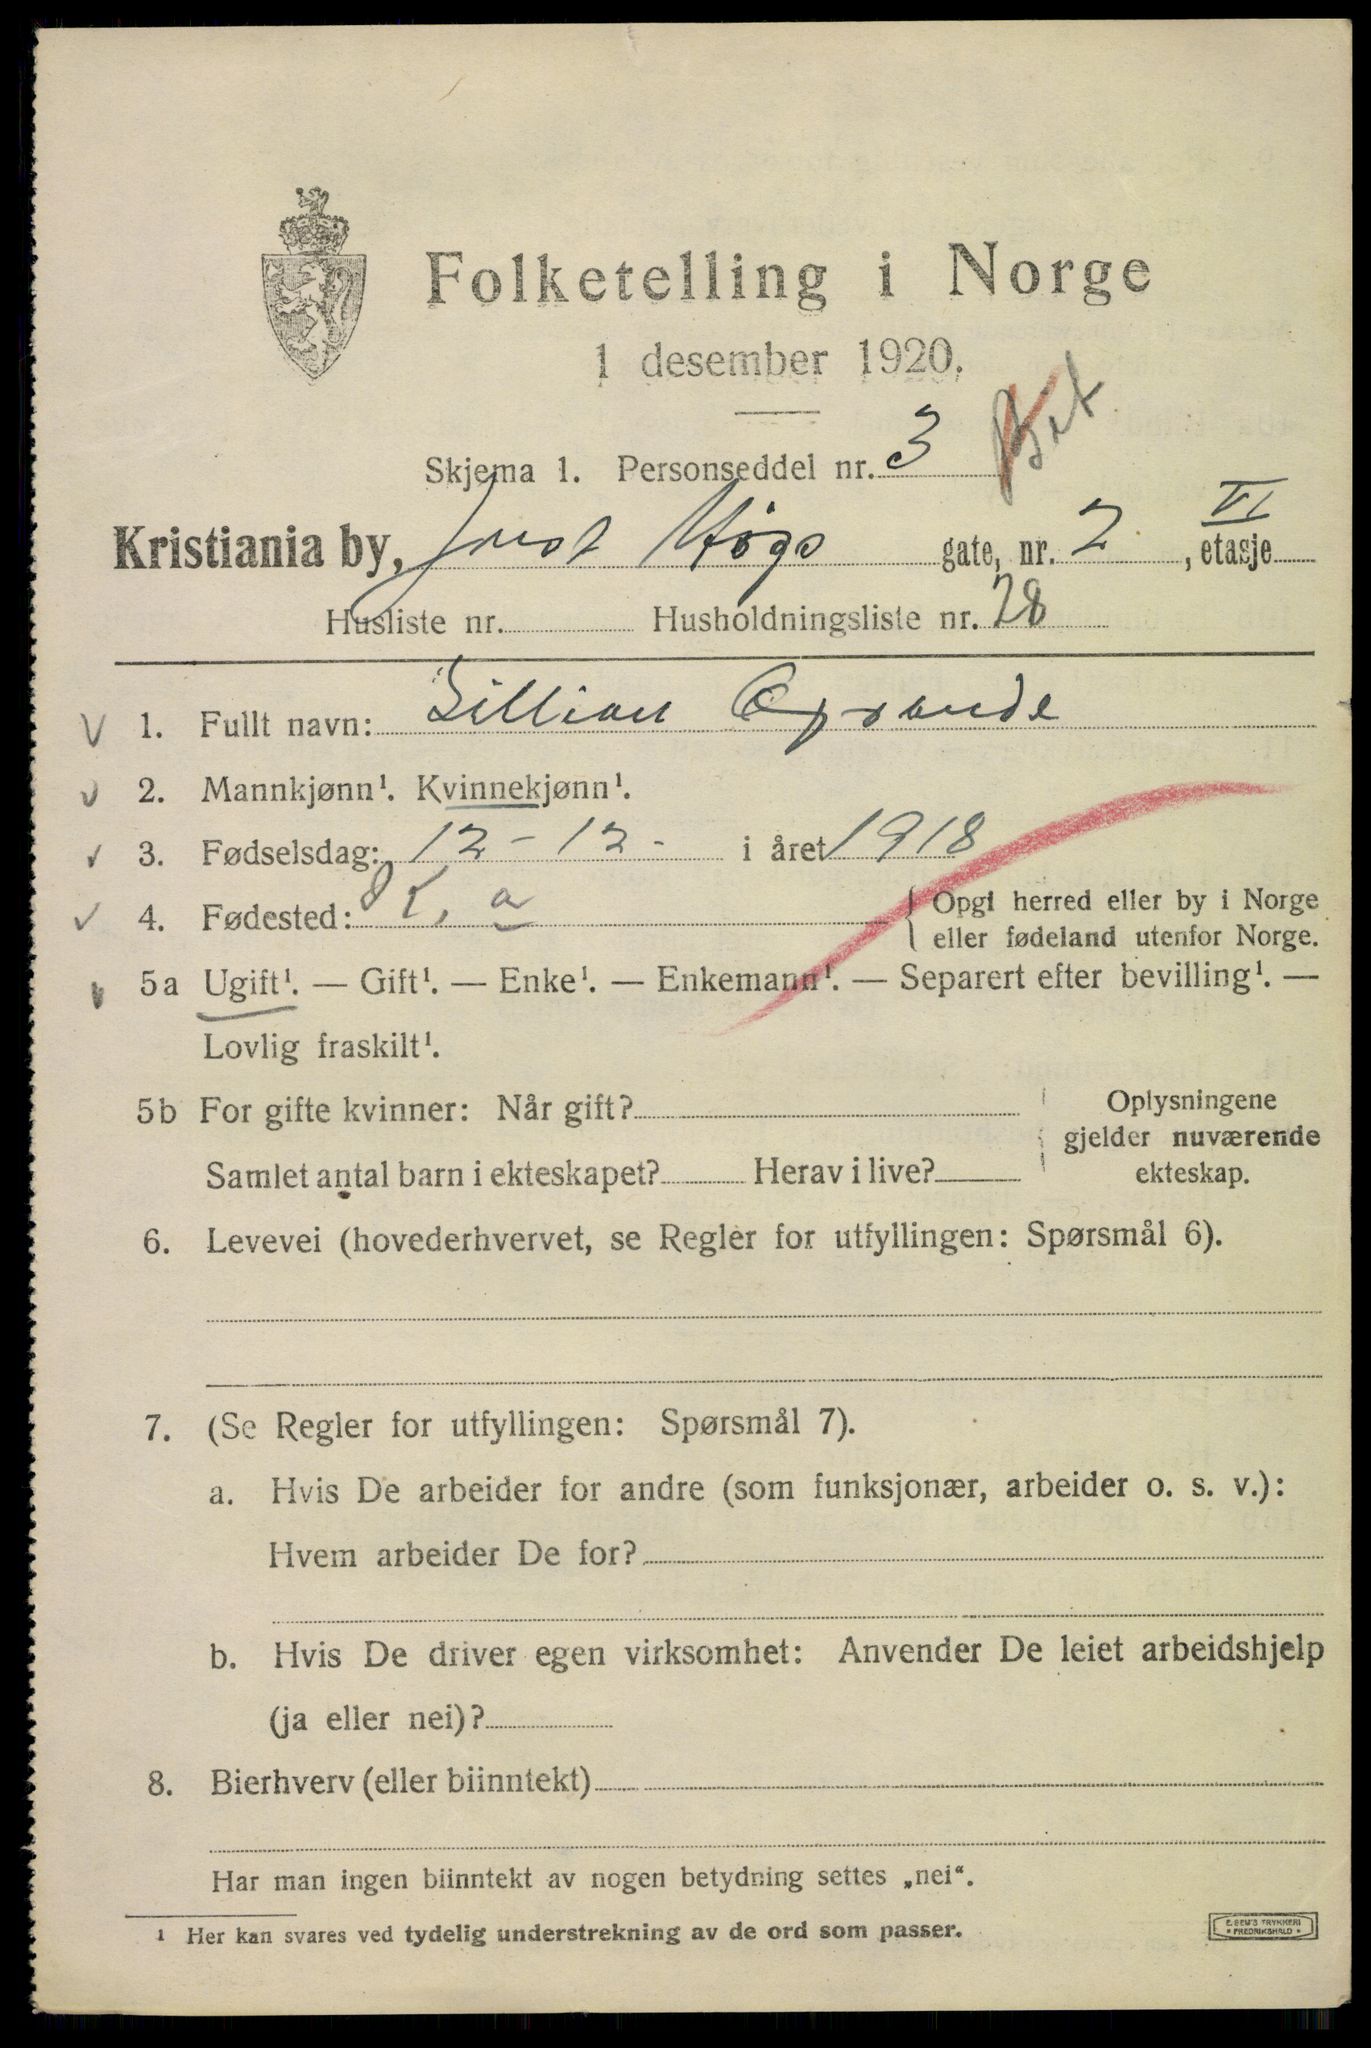 Folketelling i Norge
1 desember 1920.
Skjema 1. Personseddel nr. 3
Kristiania by, Just Høgs gate, nr. 2, VI etasje
Husliste nr. Husholdningsliste nr. 28
1. Fullt navn: Lillian
2. Mannkjønn¹. Kvinnekjønn¹.
3. Fødselsdag: 12-12- i året 1918
4. Fødested: K, a { Opgi herred eller by i Norge
eller fødeland utenfor Norge.
5a Ugift¹. — Gift¹. — Enke¹. — Enkemann¹. — Separert efter bevilling¹. —
Lovlig fraskilt¹.
5b For gifte kvinner: Når gift? Oplysningene
gjelder nuværende
Samlet antal barn i ekteskapet? Herav i live? ekteskap.
6. Levevei (hovederhvervet, se Regler for utfyllingen: Spørsmål 6).
7. (Se Regler for utfyllingen: Spørsmål 7).
a. Hvis De arbeider for andre (som funksjonær, arbeider o. s. v.):
Hvem arbeider De for?
b. Hvis De driver egen virksomhet: Anvender De leiet arbeidshjelp
(ja eller nei)?
8. Bierhverv (eller biinntekt)
Har man ingen biinntekt av nogen betydning settes „nei“.
¹ Her kan svares ved tydelig understrekning av de ord som passer.
E. SEM'S TRYKKERI
* FREDRIKSHALD *